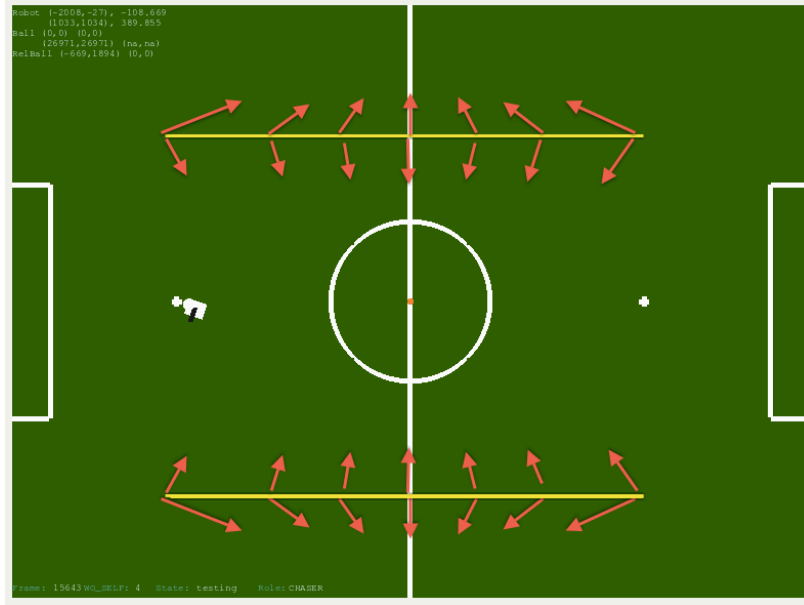 Robot (-2008,-27), -108.669
(1033,1034), 389.855
Ball (0,0) (0,0)
(26971,26971) (na,na)
RelBall (-669,1894) (0,0)
Frame: 15643 WO_SELF: 4 State: testing Role: CHASER